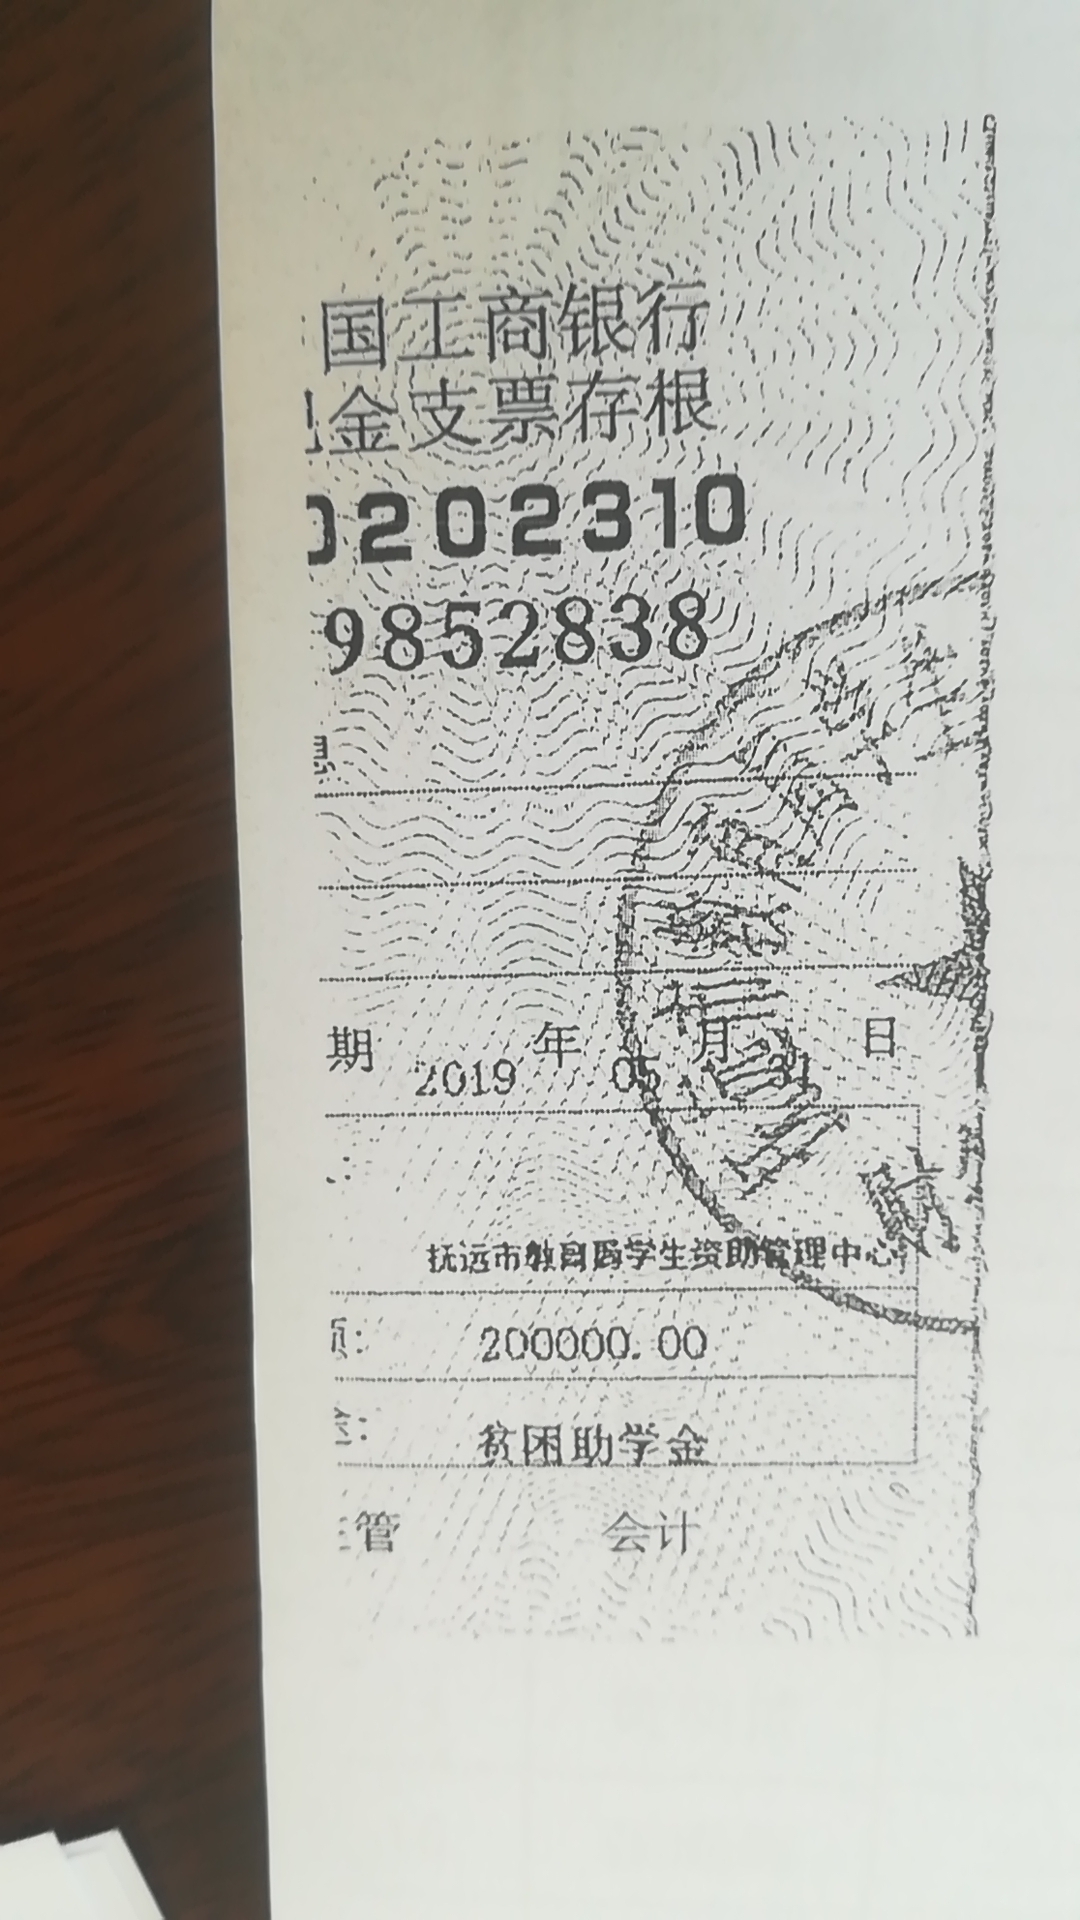 国工商银行
金支票存根
0202310
9852838
期 2019 年 05 月 31 日
抚远市教育局学生资助管理中心
200000.00
贫困助学金
管 会计